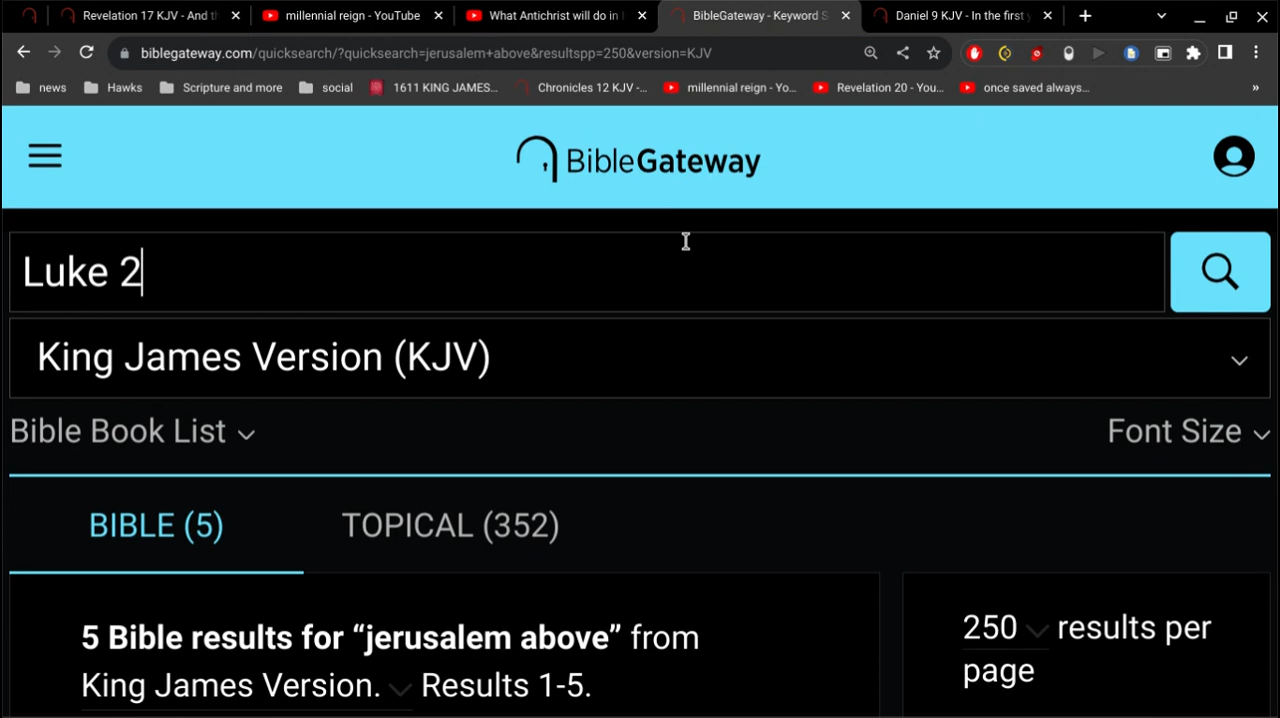 Revelation 17 KJV - And th
millennial reign - YouTube
What Antichrist will do in
BibleGateway - Keyword S
Daniel 9 KJV - In the first y
biblegateway.com/quicksearch/?quicksearch=jerusalem+above&resultspp=250&version=KJV
news
Hawks
Scripture and more
social
1611 KING JAMES...
Chronicles 12 KJV -...
millennial reign - Yo...
Revelation 20 - You...
once saved always...
»
BibleGateway
Luke 2
King James Version (KJV)
Bible Book List
Font Size
BIBLE (5)
TOPICAL (352)
5 Bible results for “jerusalem above” from
King James Version. Results 1-5.
250 results per
page